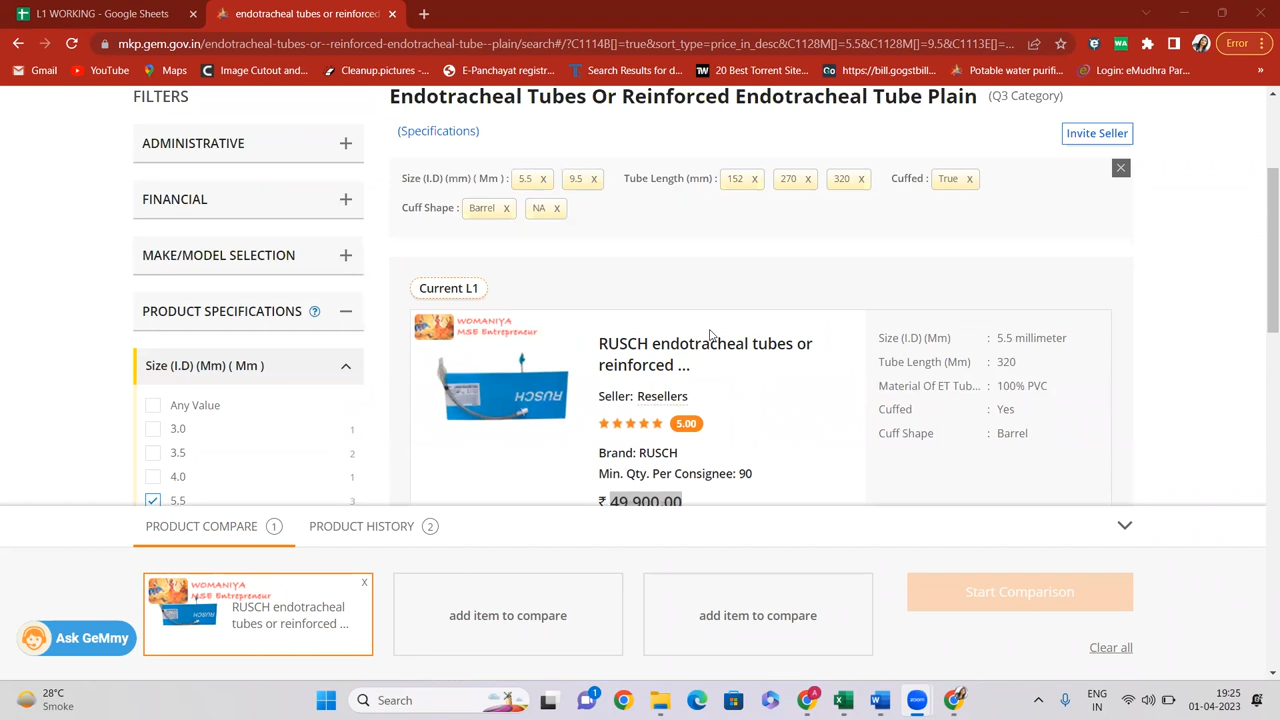 L1 WORKING - Google Sheets
endotracheal tubes or reinforced
mkp.gem.gov.in/endotracheal-tubes-or--reinforced-endotracheal-tube--plain/search#/?C1114B[]=true&sort_type=price_in_desc&C1128M[]=5.5&C1128M[]=9.5&C1113E[]=...
Error
Gmail
YouTube
Maps
Image Cutout and...
Cleanup.pictures -...
E-Panchayat registr...
Search Results for d...
20 Best Torrent Site...
https://bill.gogstbill...
Potable water purifi...
Login: eMudhra Par...
»
FILTERS
Endotracheal Tubes Or Reinforced Endotracheal Tube Plain (Q3 Category)
(Specifications)
Invite Seller
ADMINISTRATIVE
FINANCIAL
MAKE/MODEL SELECTION
PRODUCT SPECIFICATIONS ?
Size (I.D) (mm) ( Mm ) : 5.5 x 9.5 x Tube Length (mm) : 152 x 270 x 320 x Cuffed : True x
Cuff Shape : Barrel x NA x
Size (I.D) (Mm) ( Mm )
Any Value
3.0 1
3.5 2
4.0 1
5.5 3
Current L1
WOMANIYA
MSE Entrepreneur
RUSCH
RUSCH endotracheal tubes or
reinforced ...
Seller: Resellers
5.00
Brand: RUSCH
Min. Qty. Per Consignee: 90
₹ 49,900.00
Size (I.D) (Mm) : 5.5 millimeter
Tube Length (Mm) : 320
Material Of ET Tub... : 100% PVC
Cuffed : Yes
Cuff Shape : Barrel
PRODUCT COMPARE 1
PRODUCT HISTORY 2
WOMANIYA
MSE Entrepreneur
RUSCH endotracheal
tubes or reinforced ...
x
add item to compare
add item to compare
Start Comparison
Clear all
Ask GeMmy
28°C
Smoke
Search
1
zoom
ENG
IN
19:25
01-04-2023